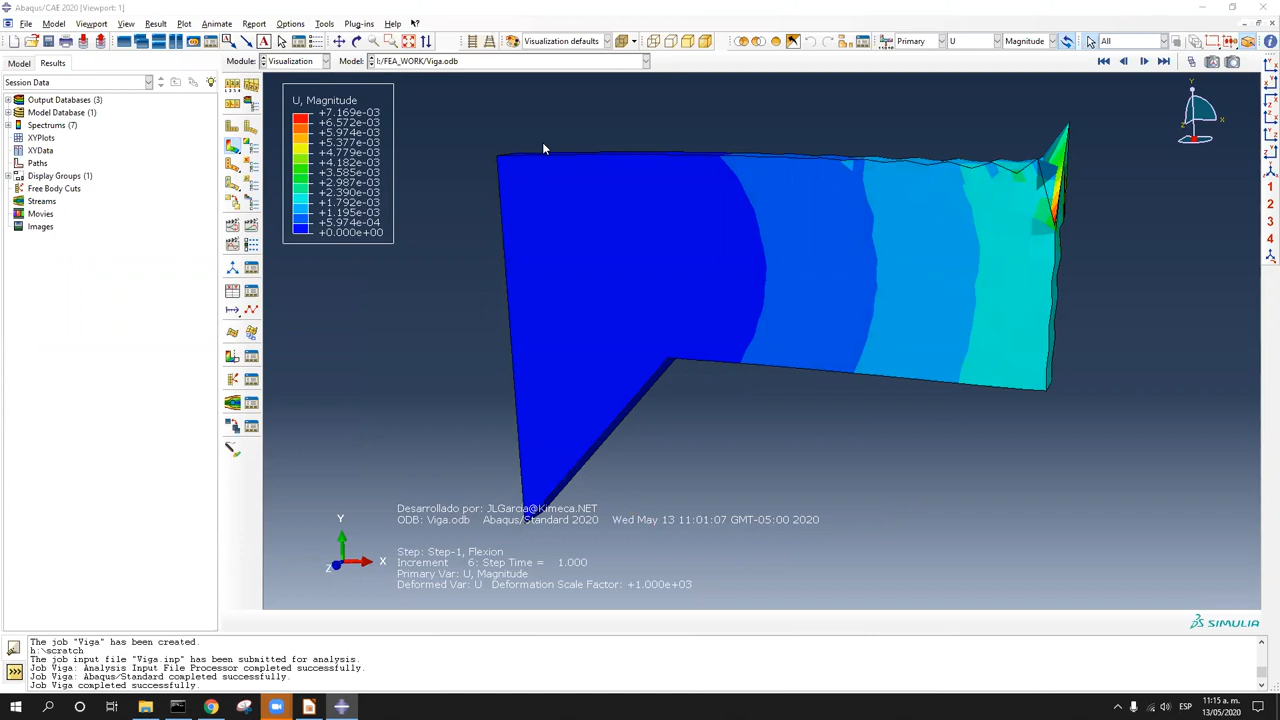 Abaqus/CAE 2020 [Viewport: 1]
File Model Viewport View Result Plot Animate Report Options Tools Plug-ins Help
Visualization defaults Primary U Magnitude All
Model Results Module: Visualization Model: I:/FEA_WORK/Viga.odb
Session Data
Output Databases (3)
Model Database (1)
Spectrums (7)
XYPlots
XYData
Paths
Display Groups (1)
Free Body Cuts
Streams
Movies
Images
U, Magnitude
+7.169e-03
+6.572e-03
+5.974e-03
+5.377e-03
+4.779e-03
+4.182e-03
+3.585e-03
+2.987e-03
+2.390e-03
+1.792e-03
+1.195e-03
+5.974e-04
+0.000e+00
Y
X
Z
1
2
3
4
Desarrollado por: JLGarcia@Kimeca.NET
ODB: Viga.odb Abaqus/Standard 2020 Wed May 13 11:01:07 GMT-05:00 2020
Y
X
Z
Step: Step-1, Flexion
Increment 6: Step Time = 1.000
Primary Var: U, Magnitude
Deformed Var: U Deformation Scale Factor: +1.000e+03
SIMULIA
The job "Viga" has been created.
h:\scratch
The job input file "Viga.inp" has been submitted for analysis.
Job Viga: Analysis Input File Processor completed successfully.
Job Viga: Abaqus/Standard completed successfully.
Job Viga completed successfully.
ESP
11:15 a. m.
13/05/2020